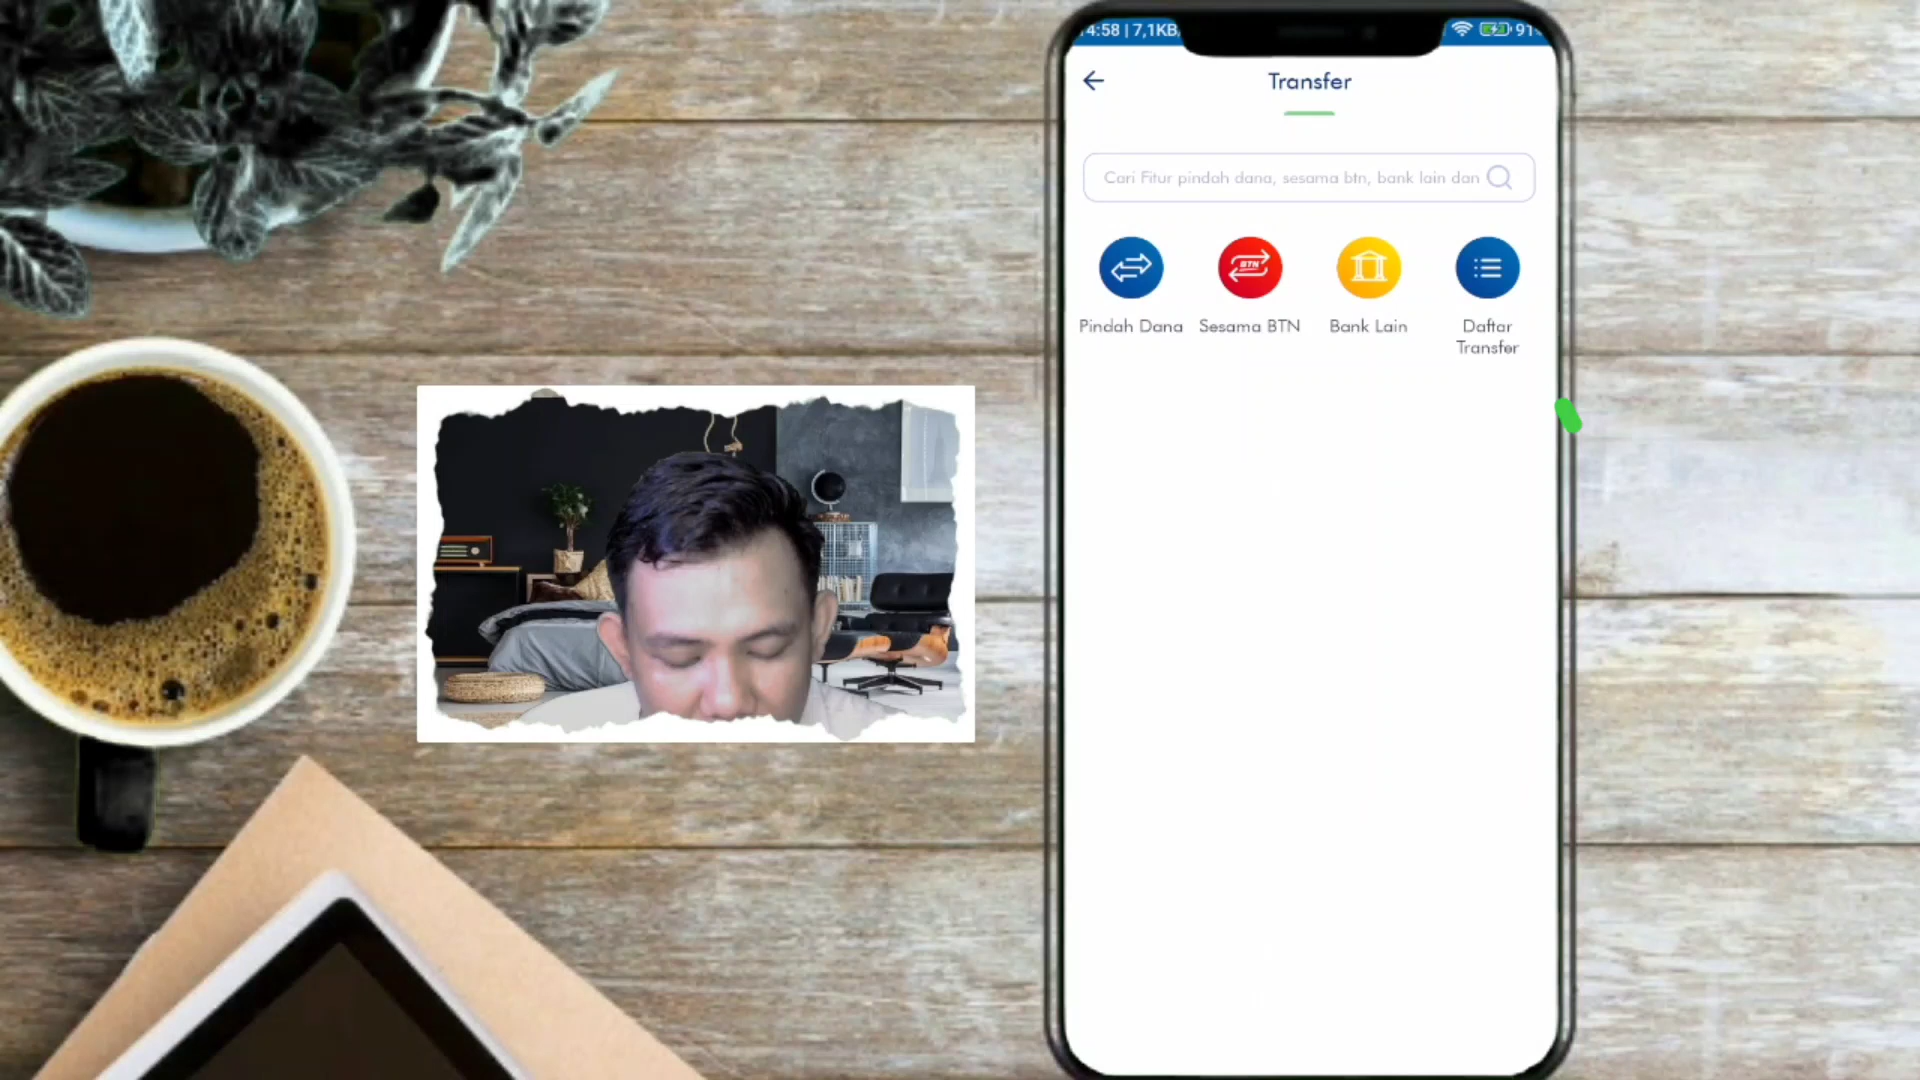 4:58 | 7,1KB
91
Transfer
Cari Fitur pindah dana, sesama btn, bank lain dan
BTN
Pindah Dana
Sesama BTN
Bank Lain
Daftar
Transfer